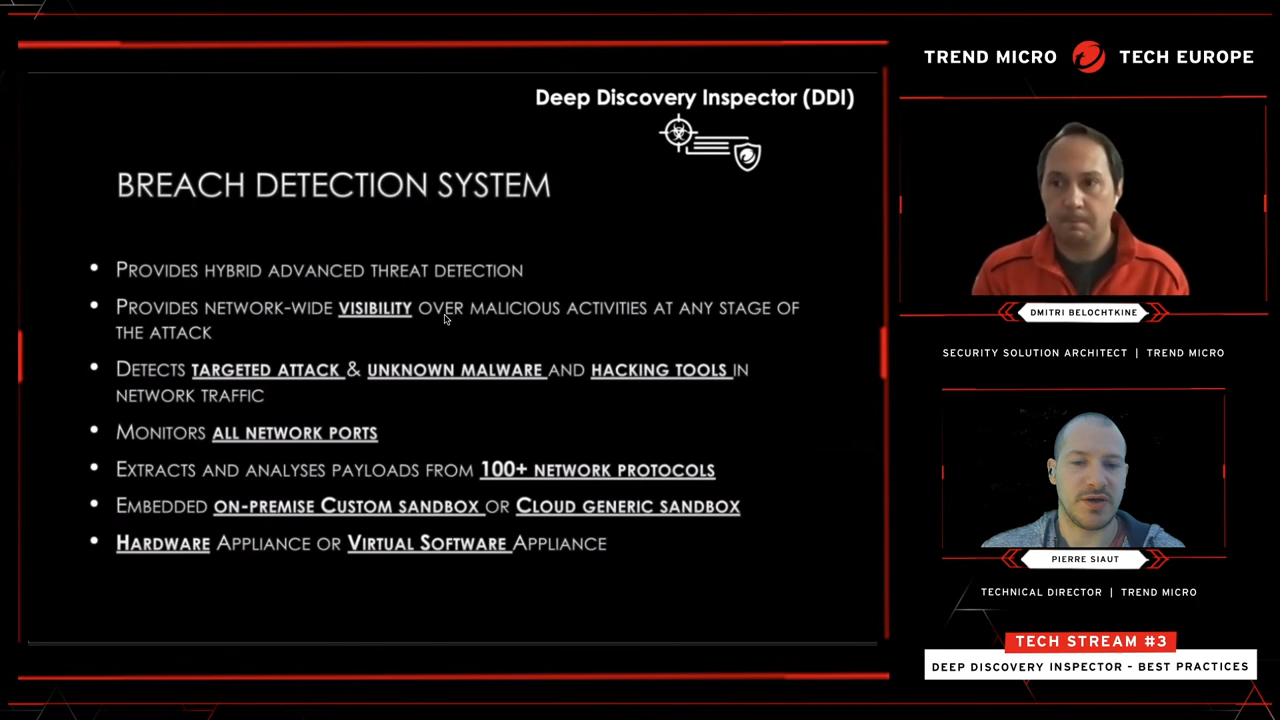 Deep Discovery Inspector (DDI)
BREACH DETECTION SYSTEM
• PROVIDES HYBRID ADVANCED THREAT DETECTION
• PROVIDES NETWORK-WIDE VISIBILITY OVER MALICIOUS ACTIVITIES AT ANY STAGE OF
THE ATTACK
• DETECTS TARGETED ATTACK & UNKNOWN MALWARE AND HACKING TOOLS IN
NETWORK TRAFFIC
• MONITORS ALL NETWORK PORTS
• EXTRACTS AND ANALYSES PAYLOADS FROM 100+ NETWORK PROTOCOLS
• EMBEDDED ON-PREMISE CUSTOM SANDBOX OR CLOUD GENERIC SANDBOX
• HARDWARE APPLIANCE OR VIRTUAL SOFTWARE APPLIANCE
TREND MICRO TECH EUROPE
DMITRI BELOCHTKINE
SECURITY SOLUTION ARCHITECT | TREND MICRO
PIERRE SIAUT
TECHNICAL DIRECTOR | TREND MICRO
TECH STREAM #3
DEEP DISCOVERY INSPECTOR - BEST PRACTICES